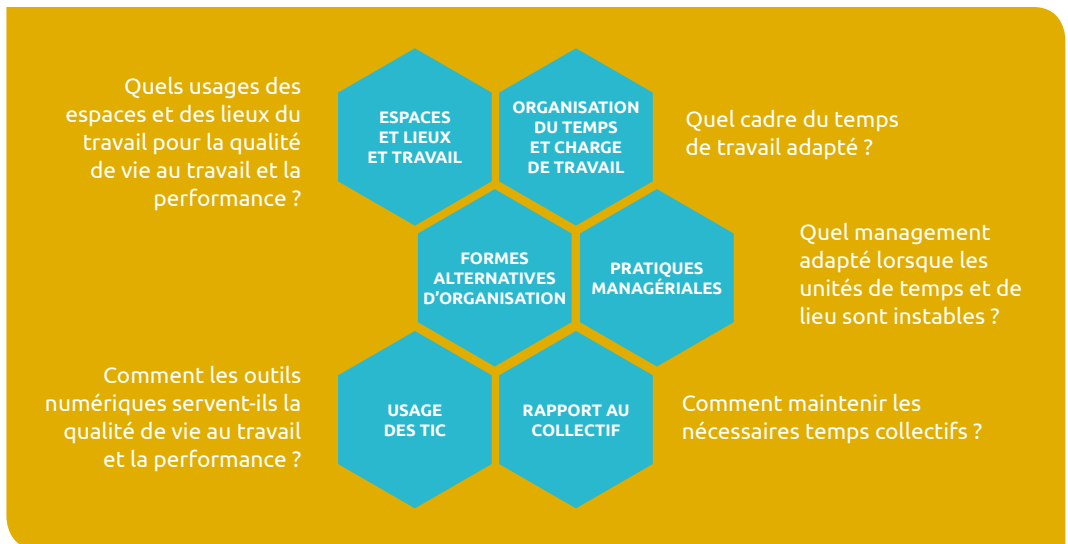 Quels usages des
espaces et des lieux du
travail pour la qualité
de vie au travail et la
performance ?
ESPACES
ET LIEUX
ET TRAVAIL
ORGANISATION
DU TEMPS
ET CHARGE
DE TRAVAIL
Quel cadre du temps
de travail adapté ?
FORMES
ALTERNATIVES
D'ORGANISATION
PRATIQUES
MANAGÉRIALES
Quel management
adapté lorsque les
unités de temps et de
lieu sont instables ?
Comment les outils
numériques servent-ils la
qualité de vie au travail
et la performance ?
USAGE
DES TIC
RAPPORT AU
COLLECTIF
Comment maintenir les
nécessaires temps collectifs ?